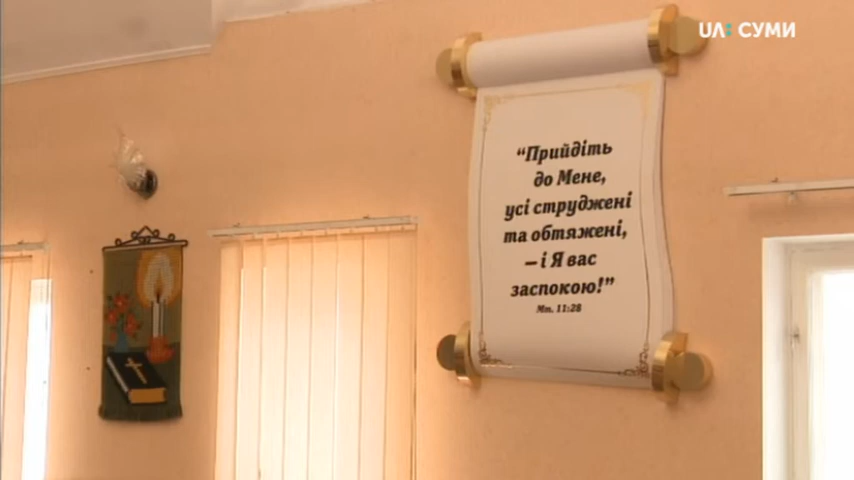 UA: СУМИ
“Прийдіть
до Мене,
усі струджені
та обтяжені,
– і Я вас
заспокою!”
Мт. 11:28